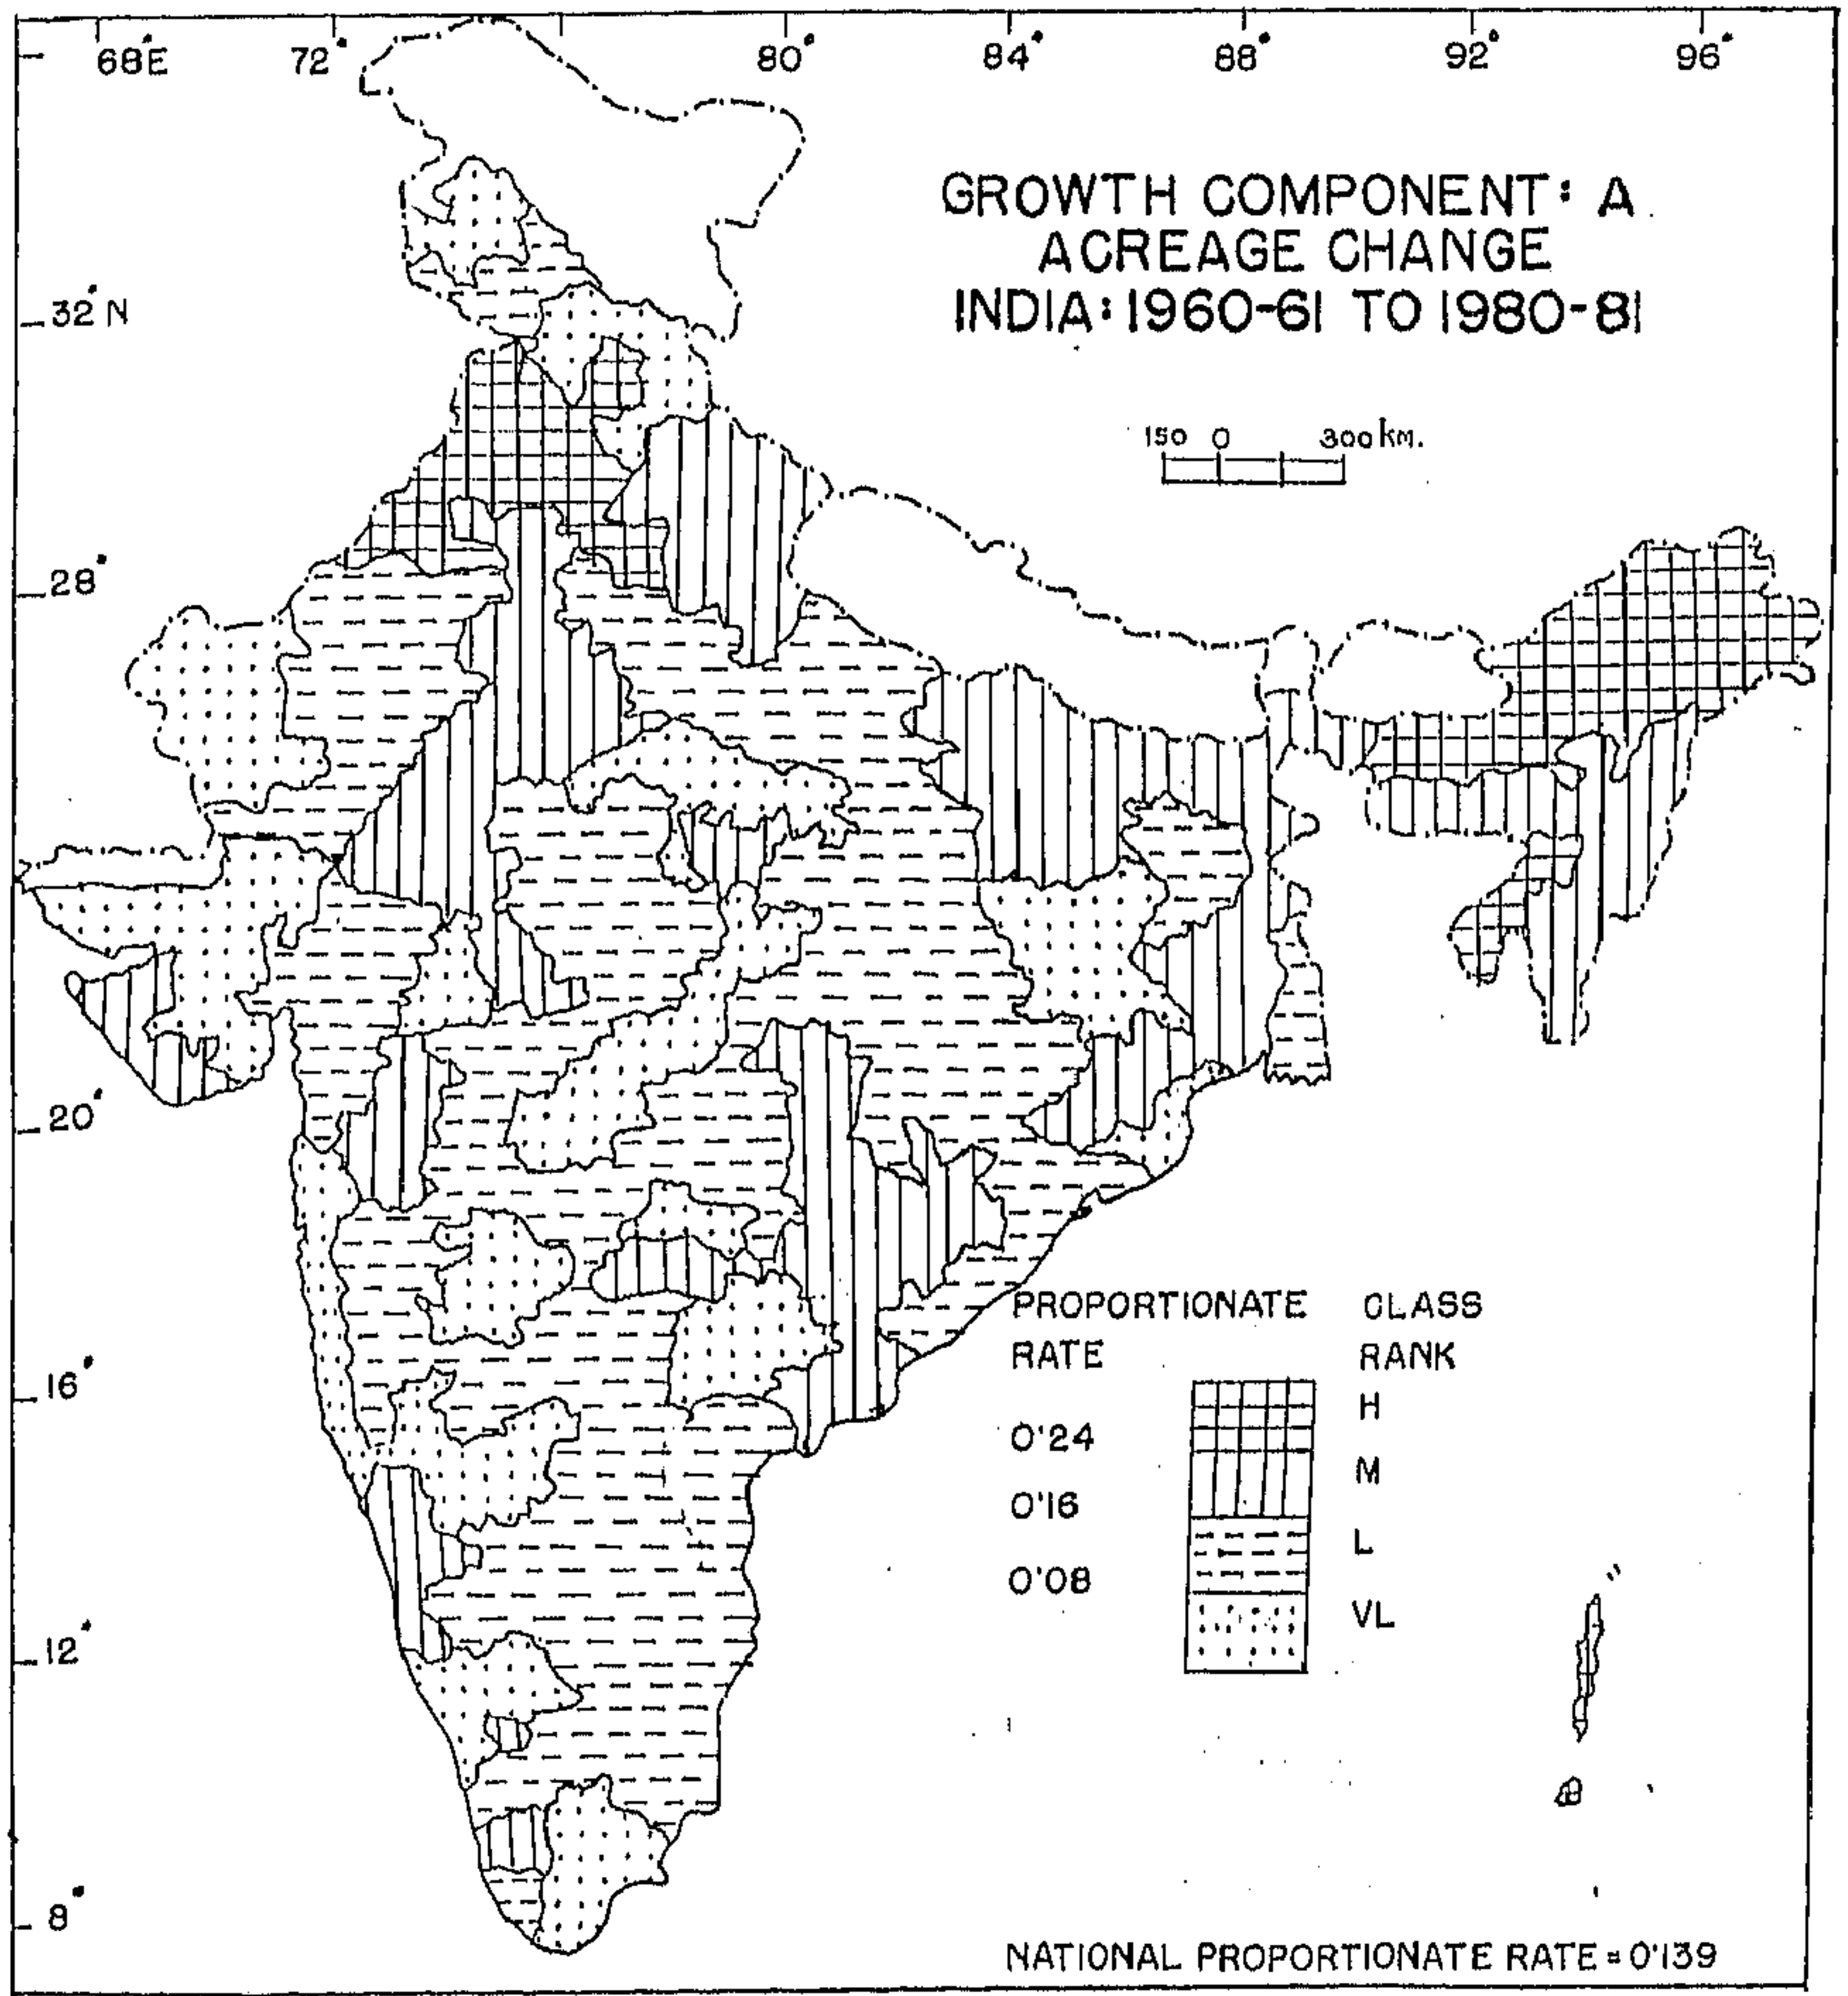 68°E 72° 80° 84° 88° 92° 96°
GROWTH COMPONENT: A
ACREAGE CHANGE
INDIA: 1960-61 TO 1980-81
32°N
150 0 300 km.
28°
20°
PROPORTIONATE CLASS
RATE RANK
16°
H
0·24
M
0·16
L
0·08
VL
12°
8°
NATIONAL PROPORTIONATE RATE = 0·139